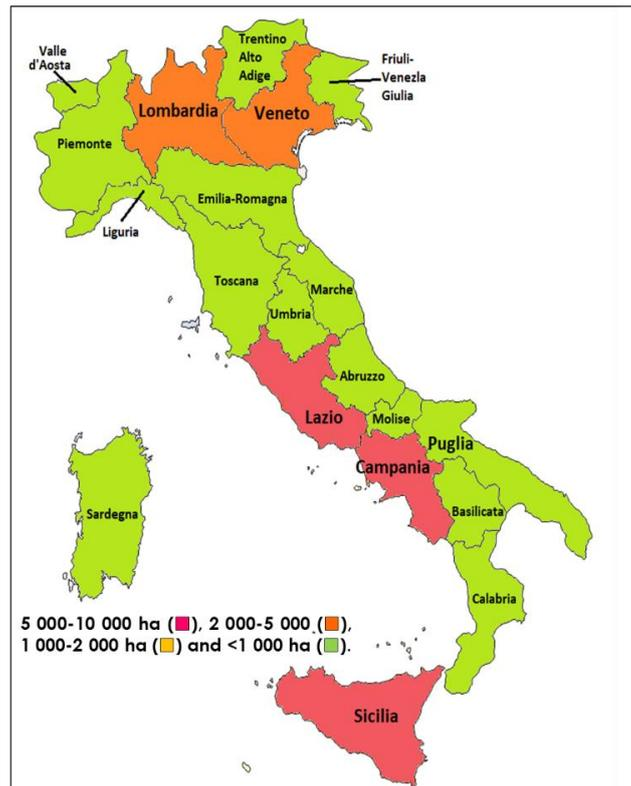 Trentino
Alto
Adige
Valle
d'Aosta
Friuli-
Venezla
Giulia
Lombardia
Veneto
Piemonte
Emilia-Romagna
Liguria
Toscana
Marche
Umbria
Abruzzo
Lazio
Molise
Puglia
Campania
Basilicata
Sardegna
Calabria
5 000-10 000 ha (■), 2 000-5 000 (■),
1 000-2 000 ha (■) and <1 000 ha (■).
Sicilia